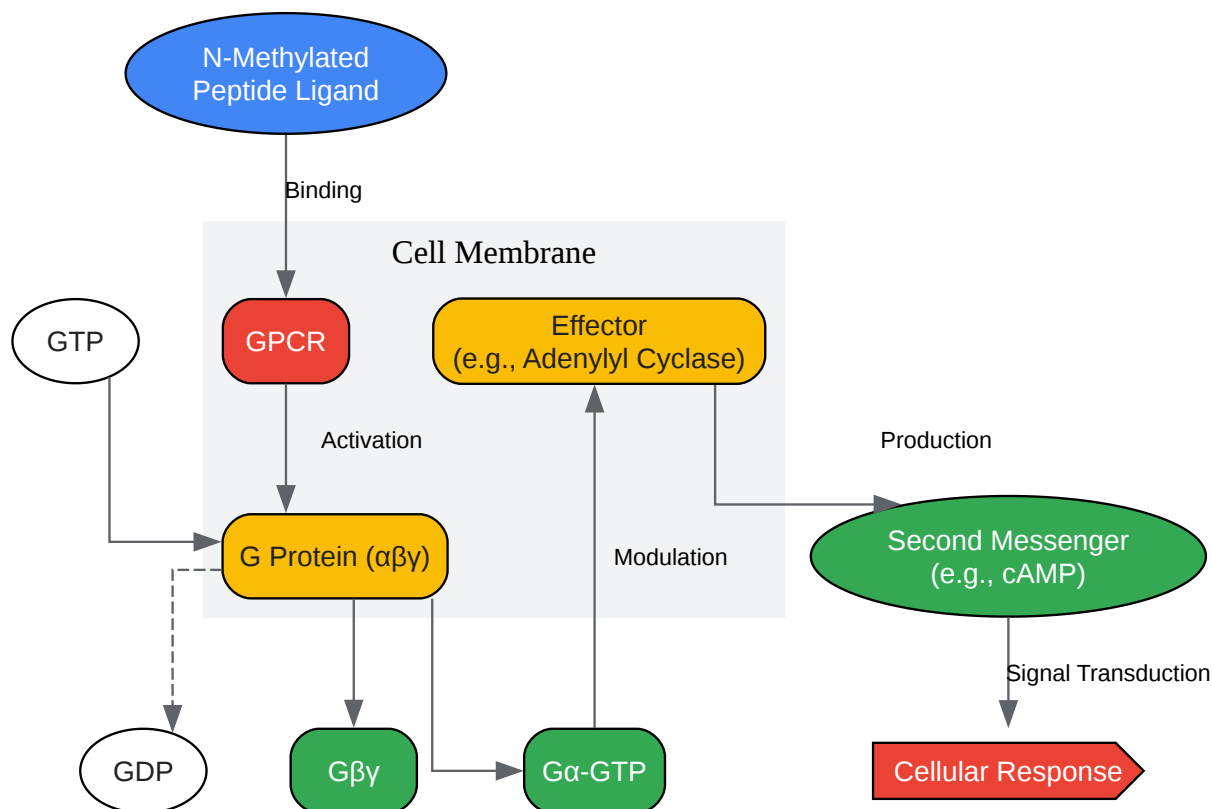 N-Methylated
Peptide Ligand
Binding
Cell Membrane
GTP
GPCR
Effector
(e.g., Adenylyl Cyclase)
Activation
Production
G Protein (αβγ)
Modulation
Second Messenger
(e.g., cAMP)
Signal Transduction
GDP
Gβγ
Gα-GTP
Cellular Response